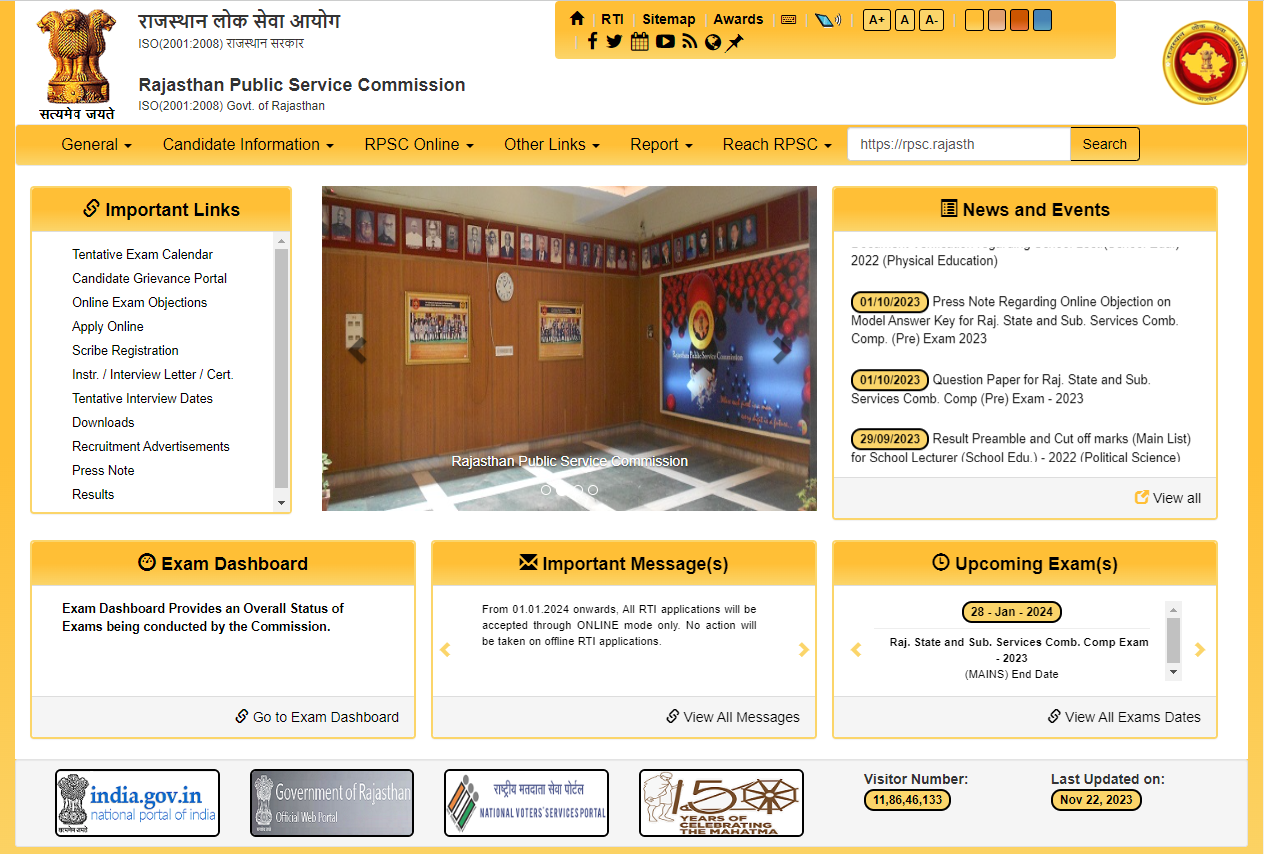 राजस्थान लोक सेवा आयोग
ISO(2001:2008) राजस्थान सरकार
Rajasthan Public Service Commission
ISO(2001:2008) Govt. of Rajasthan
सत्यमेव जयते
RTI Sitemap Awards A+ A A-
General Candidate Information RPSC Online Other Links Report Reach RPSC https://rpsc.rajasth Search
Important Links
Tentative Exam Calendar
Candidate Grievance Portal
Online Exam Objections
Apply Online
Scribe Registration
Instr. / Interview Letter / Cert.
Tentative Interview Dates
Downloads
Recruitment Advertisements
Press Note
Results
Rajasthan Public Service Commission
Rajasthan Public Service Commission
News and Events
2022 (Physical Education)
01/10/2023 Press Note Regarding Online Objection on
Model Answer Key for Raj. State and Sub. Services Comb.
Comp. (Pre) Exam 2023
01/10/2023 Question Paper for Raj. State and Sub.
Services Comb. Comp (Pre) Exam - 2023
29/09/2023 Result Preamble and Cut off marks (Main List)
for School Lecturer (School Edu.) - 2022 (Political Science)
View all
Exam Dashboard
Exam Dashboard Provides an Overall Status of
Exams being conducted by the Commission.
Go to Exam Dashboard
Important Message(s)
From 01.01.2024 onwards, All RTI applications will be
accepted through ONLINE mode only. No action will
be taken on offline RTI applications.
View All Messages
Upcoming Exam(s)
28 - Jan - 2024
Raj. State and Sub. Services Comb. Comp Exam
- 2023
(MAINS) End Date
View All Exams Dates
india.gov.in
national portal of india
सत्यमेव जयते
Government of Rajasthan
Official Web Portal
राष्ट्रीय मतदाता सेवा पोर्टल
NATIONAL VOTERS' SERVICES PORTAL
150
YEARS OF
CELEBRATING
THE MAHATMA
Visitor Number:
11,86,46,133
Last Updated on:
Nov 22, 2023